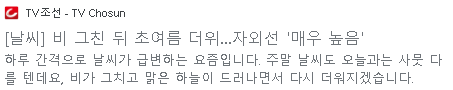 TV조선 - TV Chosun
[날씨] 비 그친 뒤 초여름 더위...자외선 '매우 높음'
하루 간격으로 날씨가 급변하는 요즘입니다. 주말 날씨도 오늘과는 사뭇 다
를 텐데요, 비가 그치고 맑은 하늘이 드러나면서 다시 더워지겠습니다.